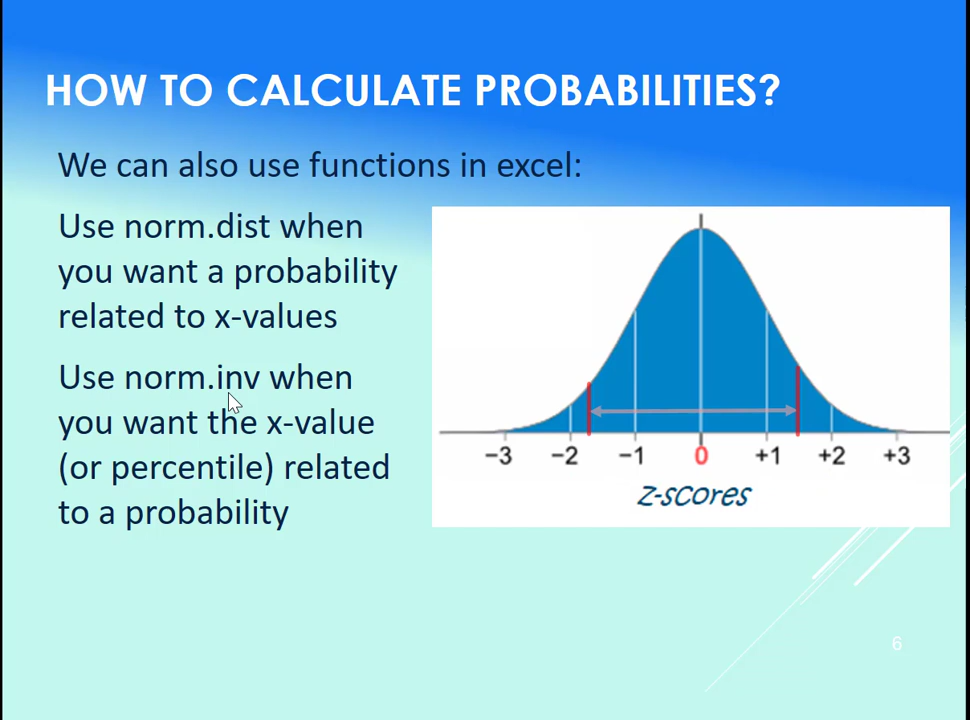 HOW TO CALCULATE PROBABILITIES?
We can also use functions in excel:
Use norm.dist when
you want a probability
related to x-values
Use norm.inv when
you want the x-value
(or percentile) related
to a probability
−3 −2 −1 0 +1 +2 +3
z-scores
6